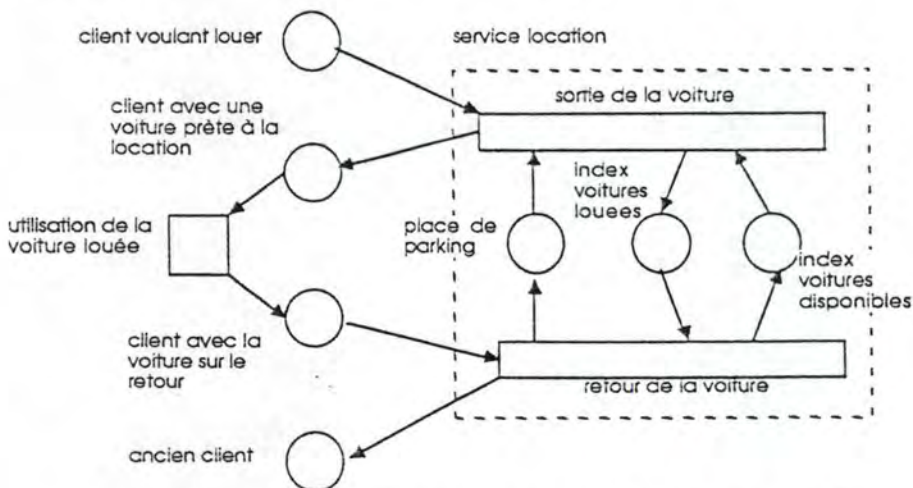 client voulant louer
service location
sortie de la voiture
client avec une
voiture prète à la
location
index
voitures
louees
utilisation de la
voiture louée
place de
parking
index
voitures
disponibles
client avec la
voiture sur le
retour
retour de la voiture
ancien client